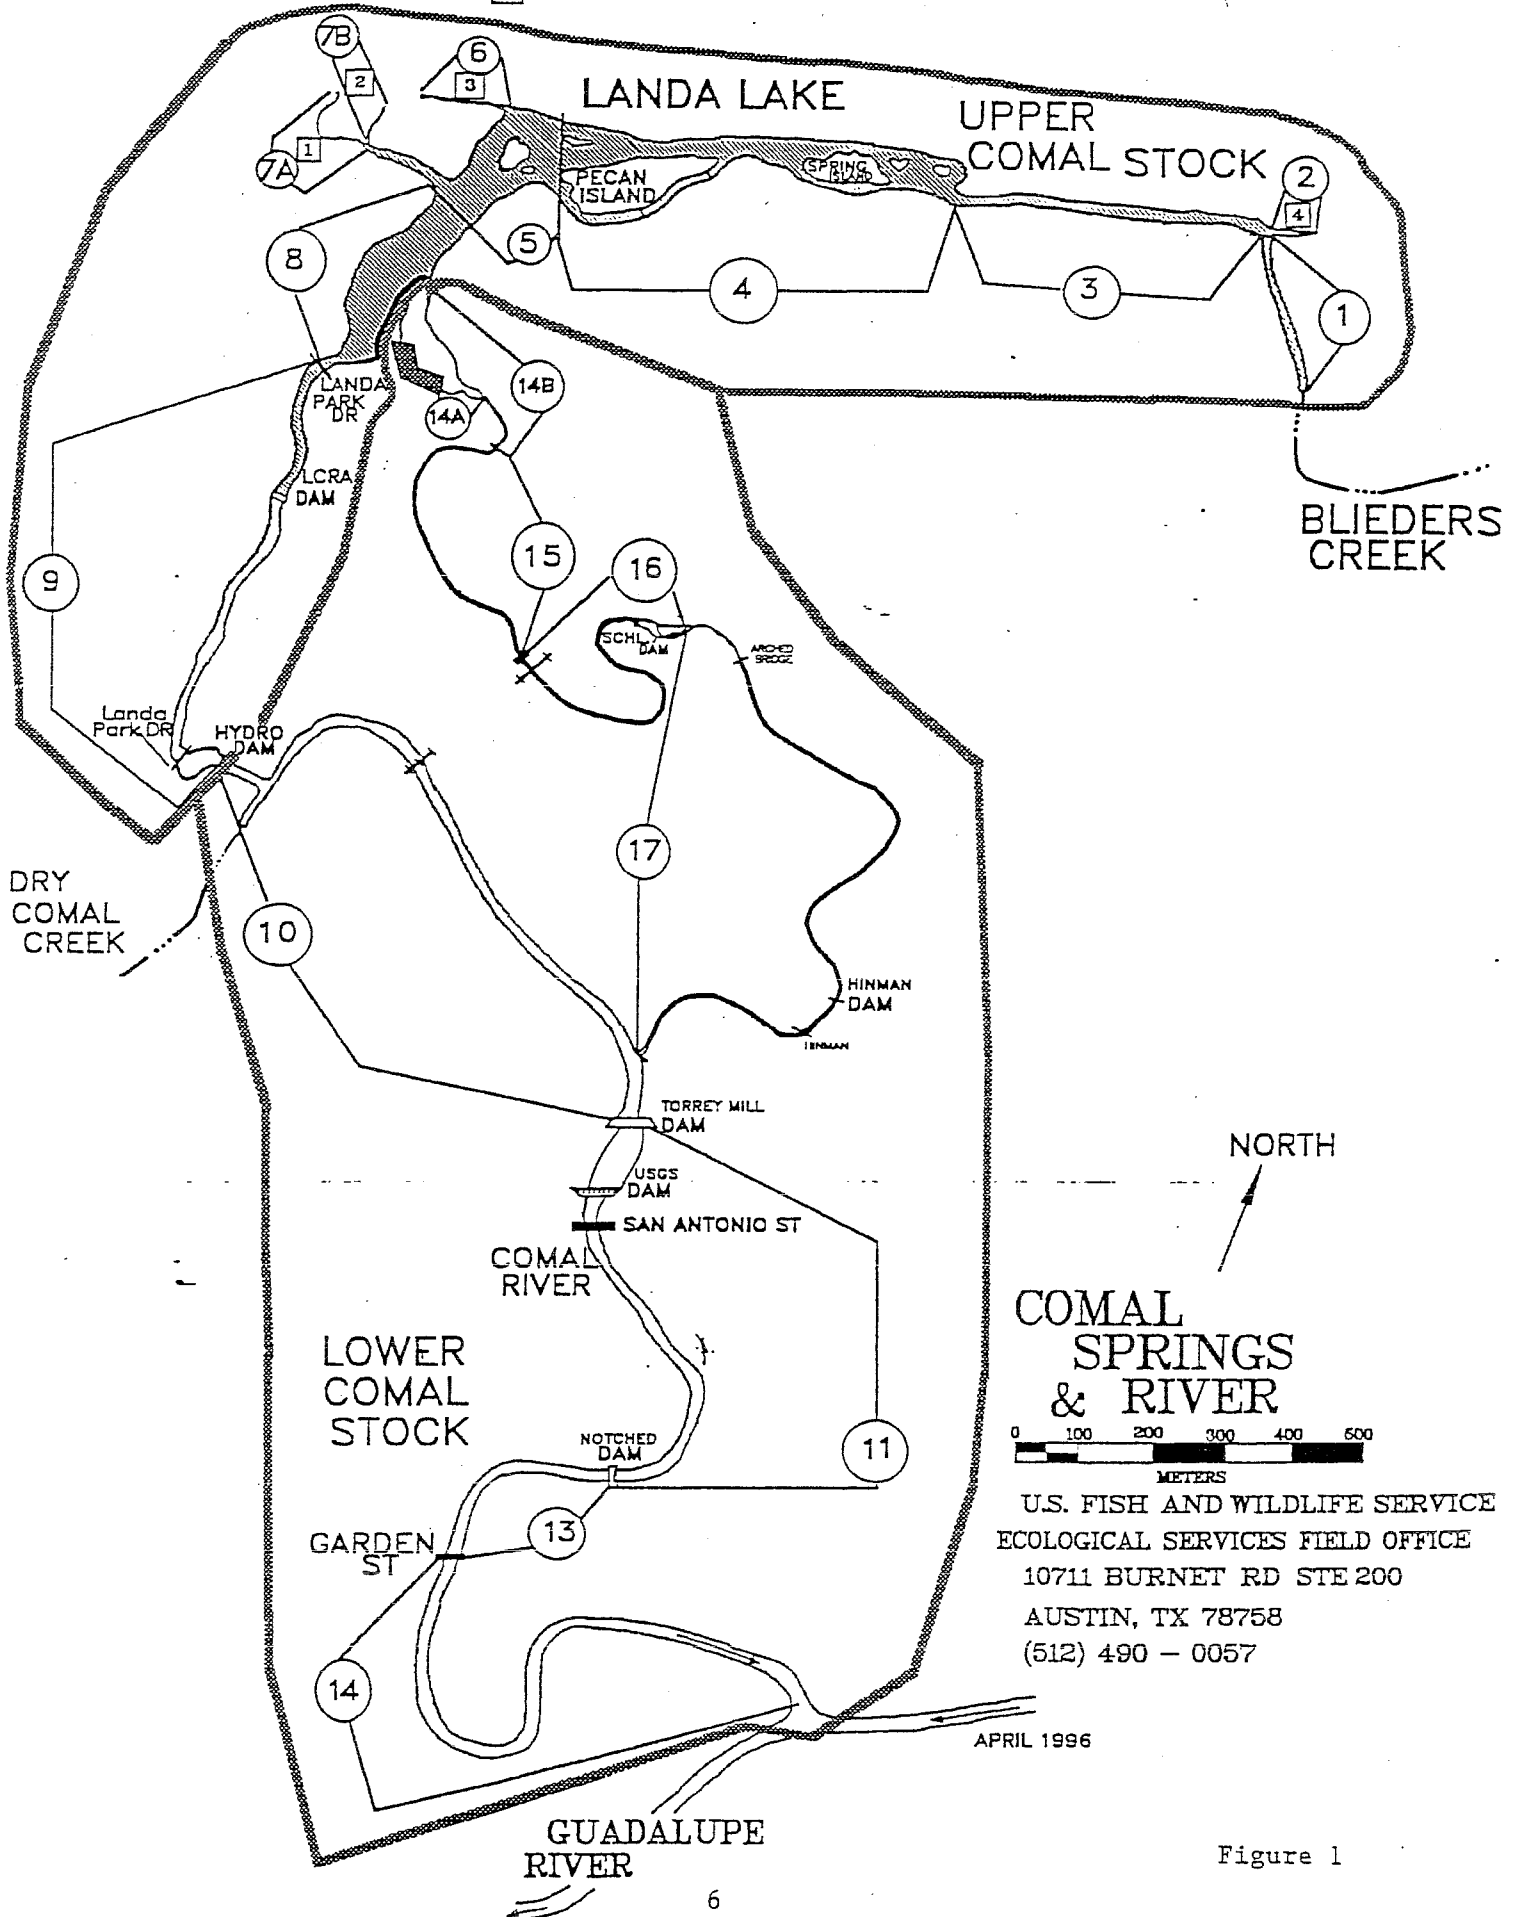 7B
2
6
3
LANDA LAKE
UPPER
COMAL STOCK
1
7A
PECAN
ISLAND
SPRING
ISLAND
2
4
8
5
4
3
1
LANDA
PARK
DR
14B
14A
LCRA
DAM
BLIEDERS
CREEK
9
15
16
SCHL.
DAM
ARCHED
BRIDGE
Landa
Park DR
HYDRO
DAM
17
DRY
COMAL
CREEK
10
HINMAN
DAM
HINMAN
TORREY MILL
DAM
NORTH
USGS
DAM
SAN ANTONIO ST
COMAL
RIVER
COMAL
SPRINGS
& RIVER
LOWER
COMAL
STOCK
0 100 200 300 400 500
METERS
NOTCHED
DAM
11
U.S. FISH AND WILDLIFE SERVICE
ECOLOGICAL SERVICES FIELD OFFICE
10711 BURNET RD STE 200
AUSTIN, TX 78758
(512) 490 - 0057
GARDEN
ST
13
14
APRIL 1996
GUADALUPE
RIVER
Figure 1
6